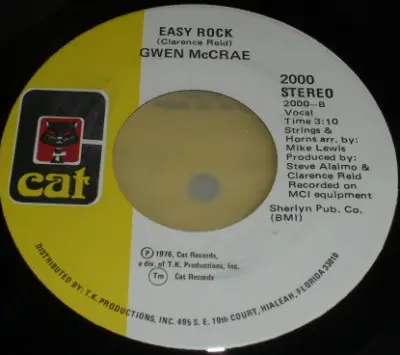 EASY ROCK
(Clarence Reid)
GWEN McCRAE
2000
STEREO
2000-B
Vocal
Time 3:10
Strings &
Horns arr. by
Mike Lewis
Produced by:
Steve Alaimo &
Clarence Reid
Recorded on
MCI equipment
Sherlyn Pub. Co.
(BMI)
cat
Ⓟ 1976, Cat Records,
a div. of T.K. Productions, Inc.
Tm Cat Records
DISTRIBUTED BY: T.K. PRODUCTIONS, INC. 495 S.E. 10th COURT, HIALEAH, FLORIDA 33010